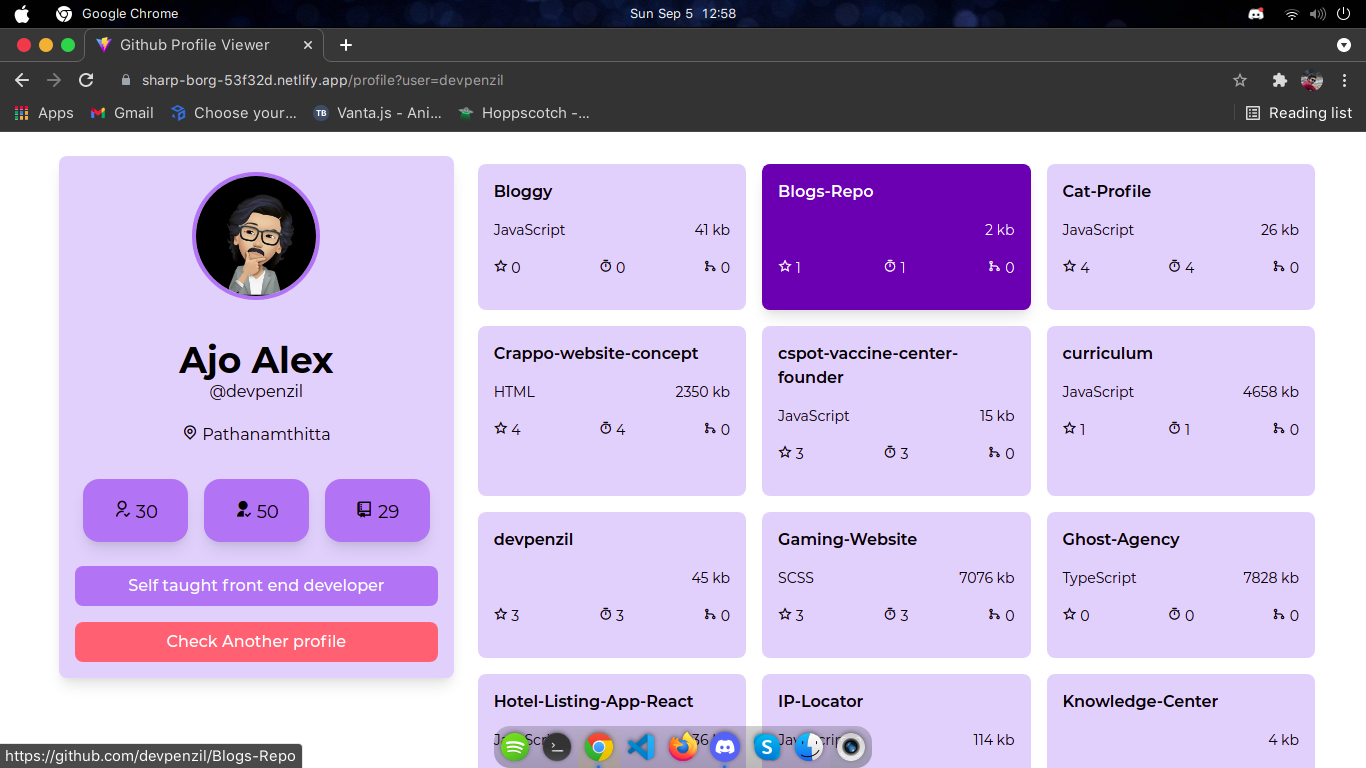 Google Chrome
Sun Sep 5 12:58
Github Profile Viewer
sharp-borg-53f32d.netlify.app/profile?user=devpenzil
Apps
Gmail
Choose your...
TB
Vanta.js - Ani...
Hoppscotch -...
Reading list
Ajo Alex
@devpenzil
Pathanamthitta
30
50
29
Self taught front end developer
Check Another profile
Bloggy
JavaScript 41 kb
0 0 0
Blogs-Repo
2 kb
1 1 0
Cat-Profile
JavaScript 26 kb
4 4 0
Crappo-website-concept
HTML 2350 kb
4 4 0
cspot-vaccine-center-
founder
JavaScript 15 kb
3 3 0
curriculum
JavaScript 4658 kb
1 1 0
devpenzil
45 kb
3 3 0
Gaming-Website
SCSS 7076 kb
3 3 0
Ghost-Agency
TypeScript 7828 kb
0 0 0
Hotel-Listing-App-React
IP-Locator
114 kb
Knowledge-Center
4 kb
https://github.com/devpenzil/Blogs-Repo